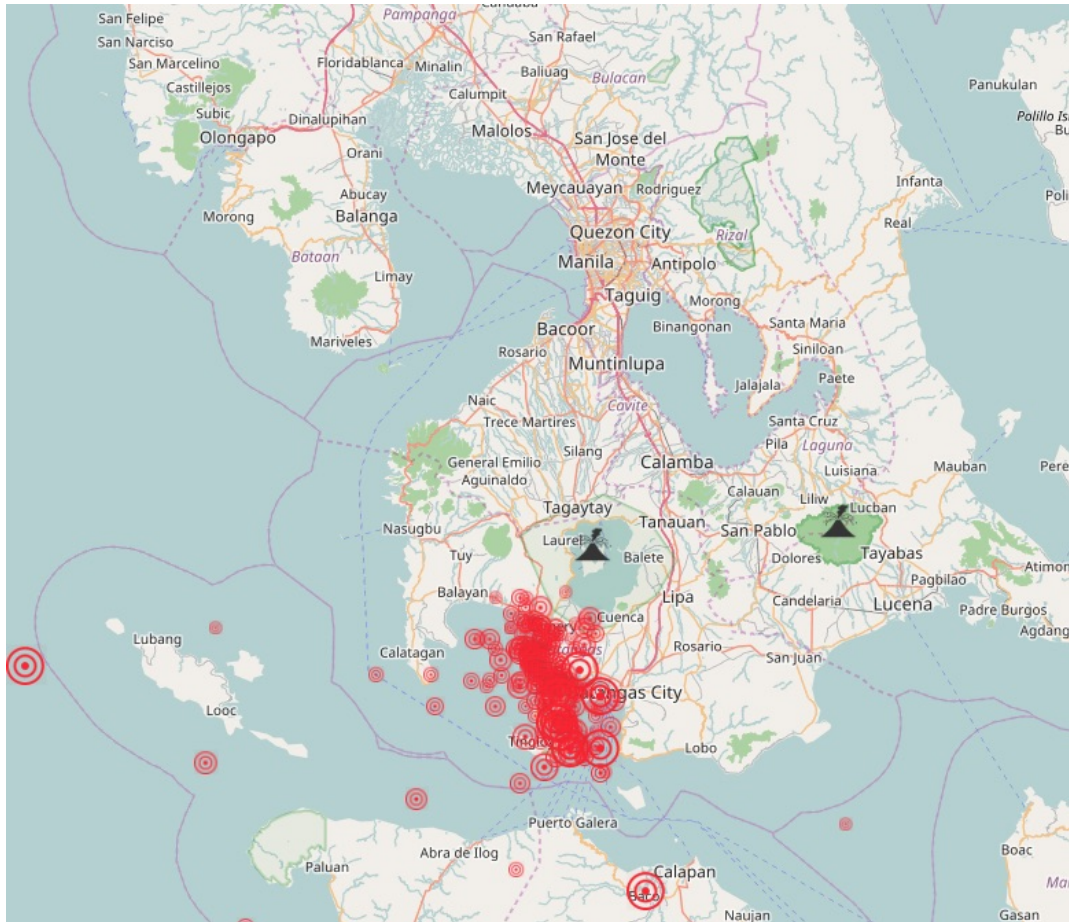 Pampanga
San Felipe
San Rafael
San Narciso
San Marcelino
Floridablanca
Minalin
Baliuag
Bulacan
Castillejos
Calumpit
Panukulan
Subic
Dinalupihan
Polillo
Olongapo
Malolos
San Jose del
Monte
Orani
Meycauayan
Rodriguez
Infanta
Abucay
Morong
Balanga
Real
Quezon City
Rizal
Bataan
Manila
Antipolo
Limay
Taguig
Morong
Bacoor
Binangonan
Santa Maria
Mariveles
Rosario
Siniloan
Muntinlupa
Jalajala
Paete
Naic
Cavite
Trece Martires
Santa Cruz
Pila
Laguna
Silang
General Emilio
Aguinaldo
Calamba
Luisiana
Mauban
Calauan
Liliw
Tagaytay
Lucban
Nasugbu
Tanauan
San Pablo
Laurel
Tuy
Balete
Dolores
Tayabas
Pagbilao
Balayan
Lipa
Candelaria
Lucena
Cuenca
Padre Burgos
Lubang
Calatagan
Rosario
San Juan
City
Looc
Lobo
Puerto Galera
Abra de Ilog
Boac
Paluan
Calapan
Baco
Naujan
Gasan